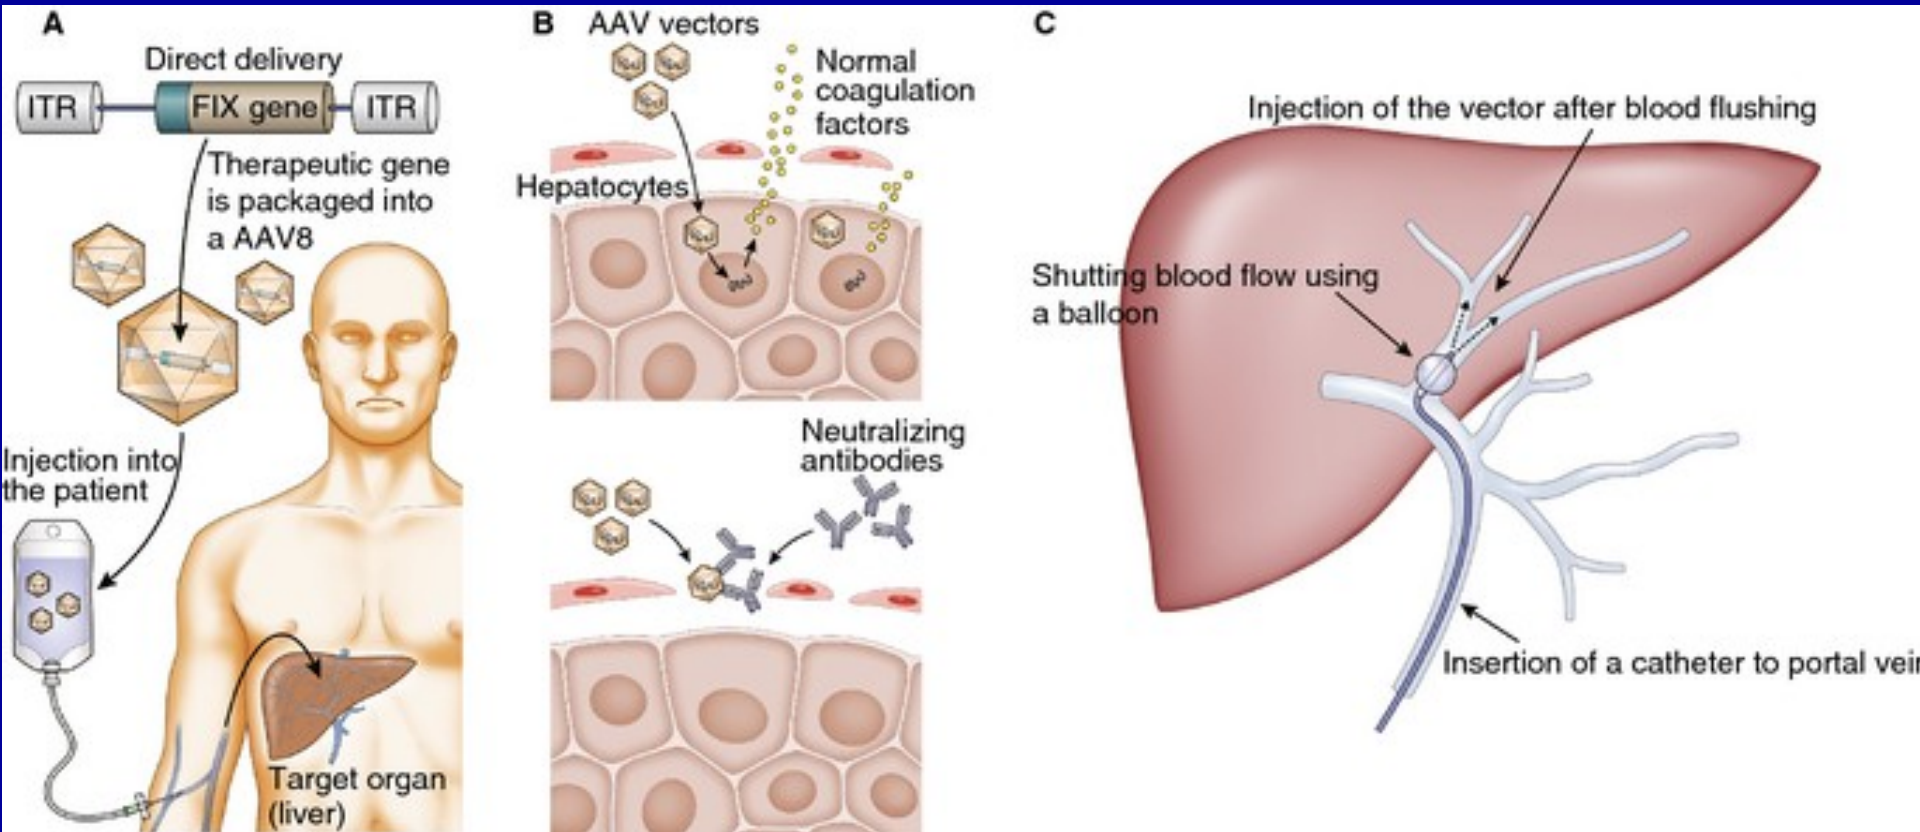 A
Direct delivery
ITR
FIX gene
ITR
Therapeutic gene
is packaged into
a AAV8
Injection into
the patient
Target organ
(liver)
B
AAV vectors
Normal
coagulation
factors
Hepatocytes
Neutralizing
antibodies
C
Injection of the vector after blood flushing
Shutting blood flow using
a balloon
Insertion of a catheter to portal vein